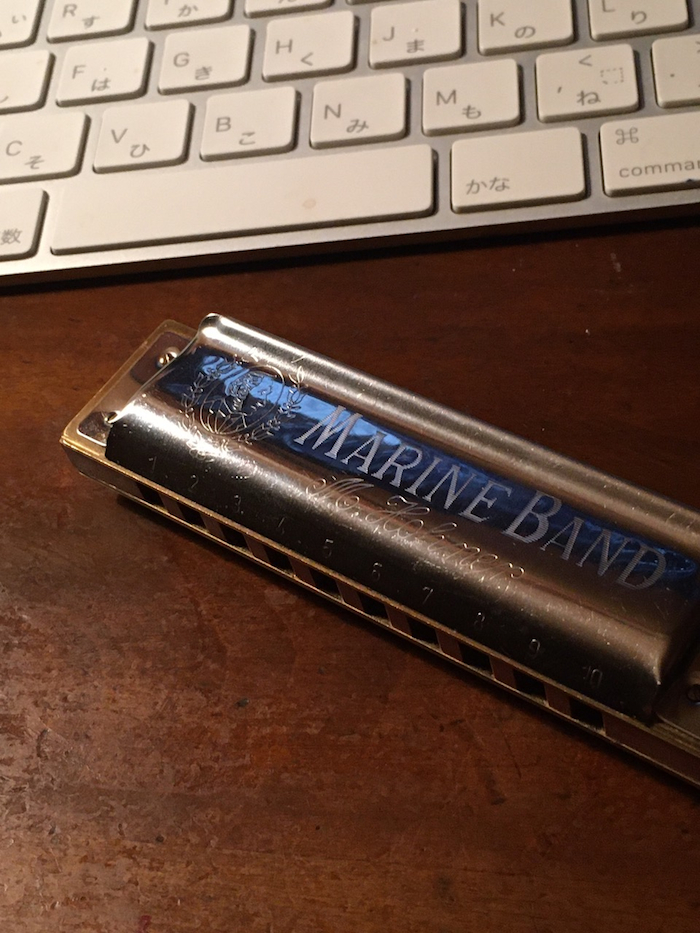 い
R す
か
F は
G き
H く
J ま
K の
L り
C そ
V ひ
B こ
N み
M も
< , ね
数
かな
⌘
comman
MARINE BAND
M. Hohner
1 2 3 4 5 6 7 8 9 10